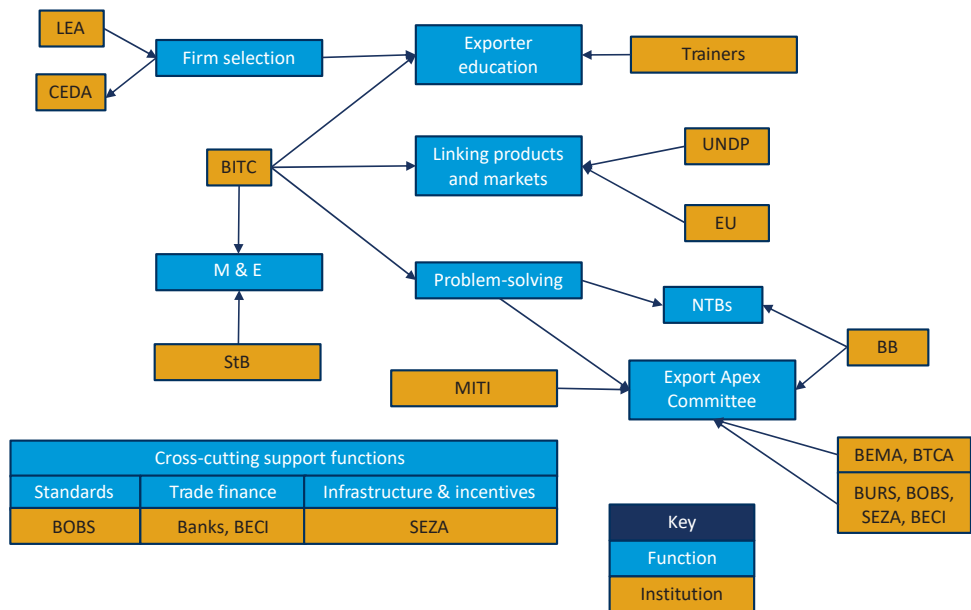 LEA
Firm selection
CEDA
Exporter
education
Trainers
BITC
Linking products
and markets
UNDP
EU
M & E
Problem-solving
NTBs
StB
BB
MITI
Export Apex
Committee
BEMA, BTCA
BURS, BOBS,
SEZA, BECI
Cross-cutting support functions
Standards
Trade finance
Infrastructure & incentives
BOBS
Banks, BECI
SEZA
Key
Function
Institution